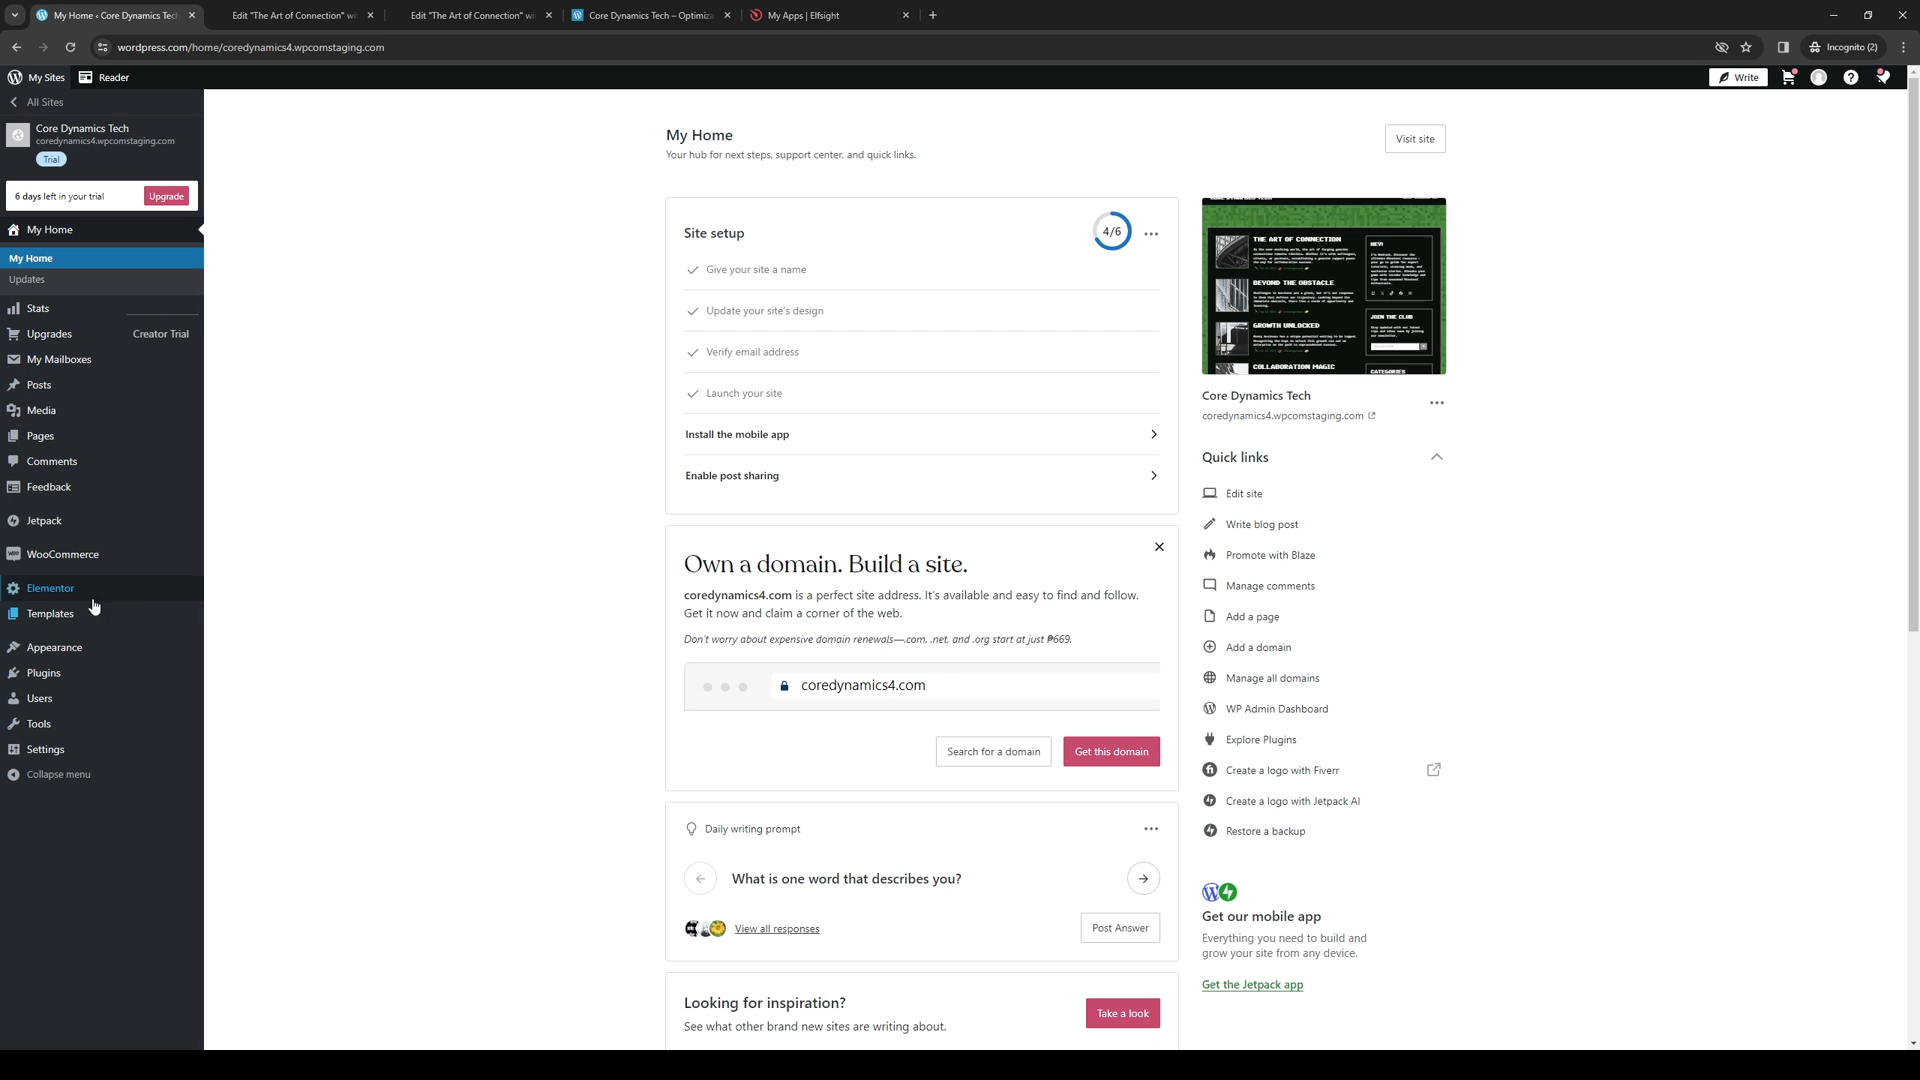 My Home ‹ Core Dynamics Tech
Edit "The Art of Connection" wi
Edit "The Art of Connection" wi
Core Dynamics Tech – Optimiza
My Apps | Elfsight
wordpress.com/home/coredynamics4.wpcomstaging.com
Incognito (2)
My Sites
Reader
Write
All Sites
Core Dynamics Tech
coredynamics4.wpcomstaging.com
Trial
6 days left in your trial
Upgrade
My Home
My Home
Updates
Stats
Upgrades
Creator Trial
My Mailboxes
Posts
Media
Pages
Comments
Feedback
Jetpack
WooCommerce
Elementor
Templates
Appearance
Plugins
Users
Tools
Settings
Collapse menu
My Home
Your hub for next steps, support center, and quick links.
Visit site
Site setup
4/6
Give your site a name
Update your site's design
Verify email address
Launch your site
Install the mobile app
Enable post sharing
Own a domain. Build a site.
coredynamics4.com is a perfect site address. It's available and easy to find and follow.
Get it now and claim a corner of the web.
Don't worry about expensive domain renewals—.com, .net, and .org start at just ₱669.
coredynamics4.com
Search for a domain
Get this domain
Daily writing prompt
What is one word that describes you?
View all responses
Post Answer
Looking for inspiration?
See what other brand new sites are writing about.
Take a look
THE ART OF CONNECTION
BEYOND THE OBSTACLE
GROWTH UNLOCKED
COLLABORATION MAGIC
HEY!
JOIN THE CLUB
CATEGORIES
Core Dynamics Tech
coredynamics4.wpcomstaging.com
Quick links
Edit site
Write blog post
Promote with Blaze
Manage comments
Add a page
Add a domain
Manage all domains
WP Admin Dashboard
Explore Plugins
Create a logo with Fiverr
Create a logo with Jetpack AI
Restore a backup
Get our mobile app
Everything you need to build and
grow your site from any device.
Get the Jetpack app